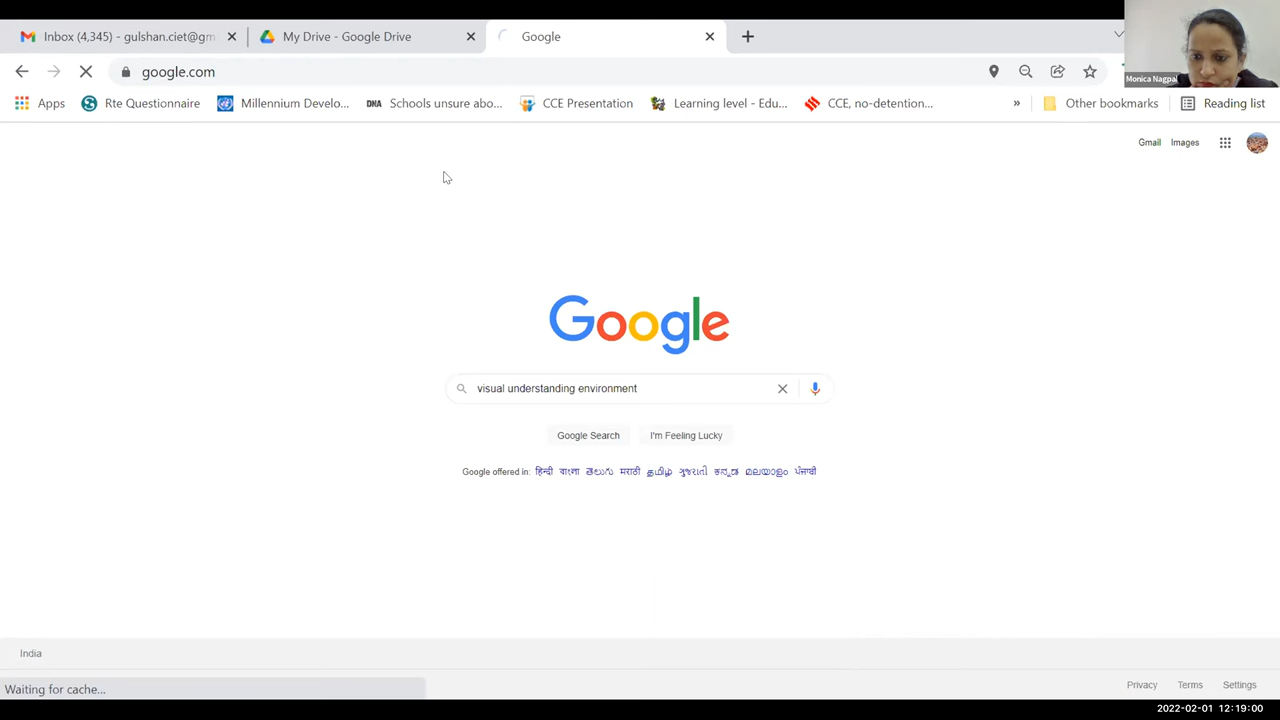 Inbox (4,345) - gulshan.ciet@gm
My Drive - Google Drive
Google
google.com
Monica Nagpal
Apps
Rte Questionnaire
Millennium Develo...
DNA
Schools unsure abo...
CCE Presentation
Learning level - Edu...
CCE, no-detention...
»
Other bookmarks
Reading list
Gmail
Images
Google
visual understanding environment
Google Search
I'm Feeling Lucky
Google offered in: हिन्दी বাংলা తెలుగు मराठी தமிழ் ગુજરાતી ಕನ್ನಡ മലയാളം ਪੰਜਾਬੀ
India
Waiting for cache...
Privacy
Terms
Settings
2022-02-01 12:19:00